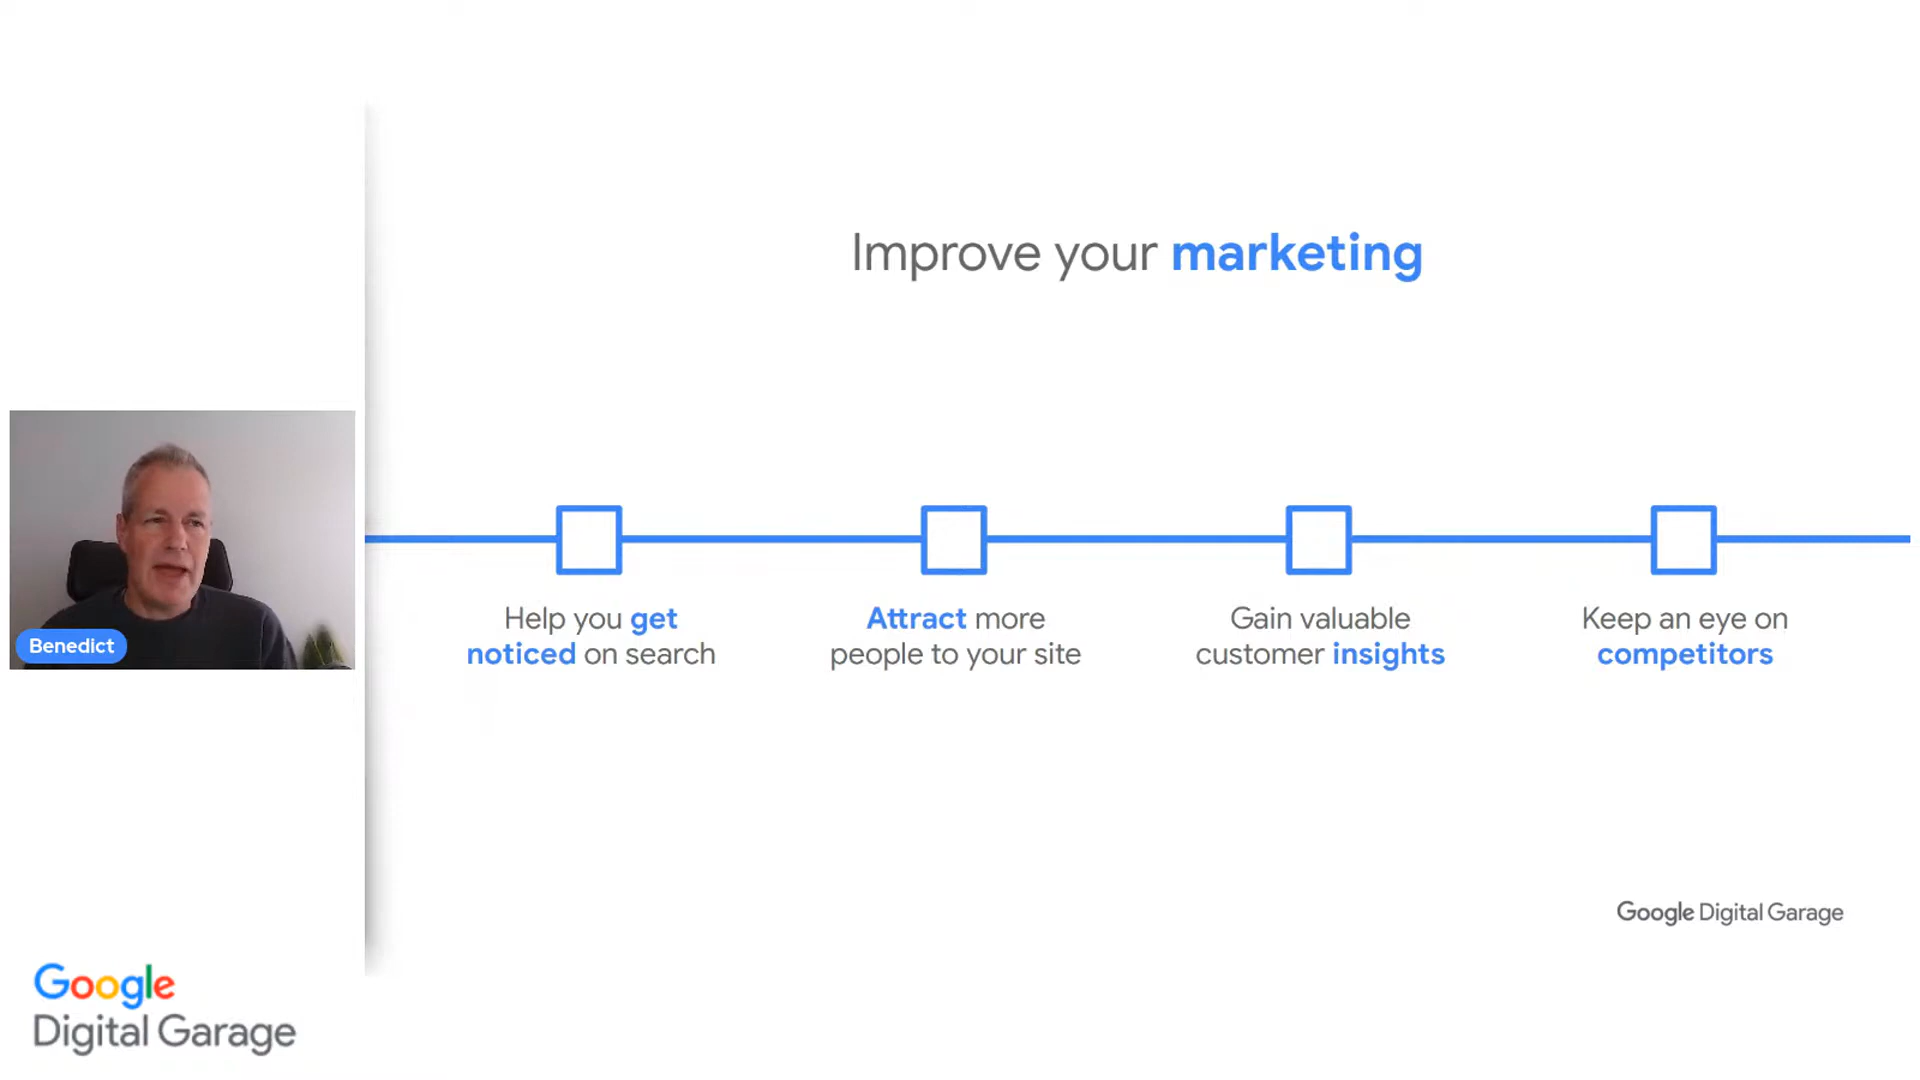 Improve your marketing
Help you get
noticed on search
Attract more
people to your site
Gain valuable
customer insights
Keep an eye on
competitors
Benedict
Google Digital Garage
Google
Digital Garage